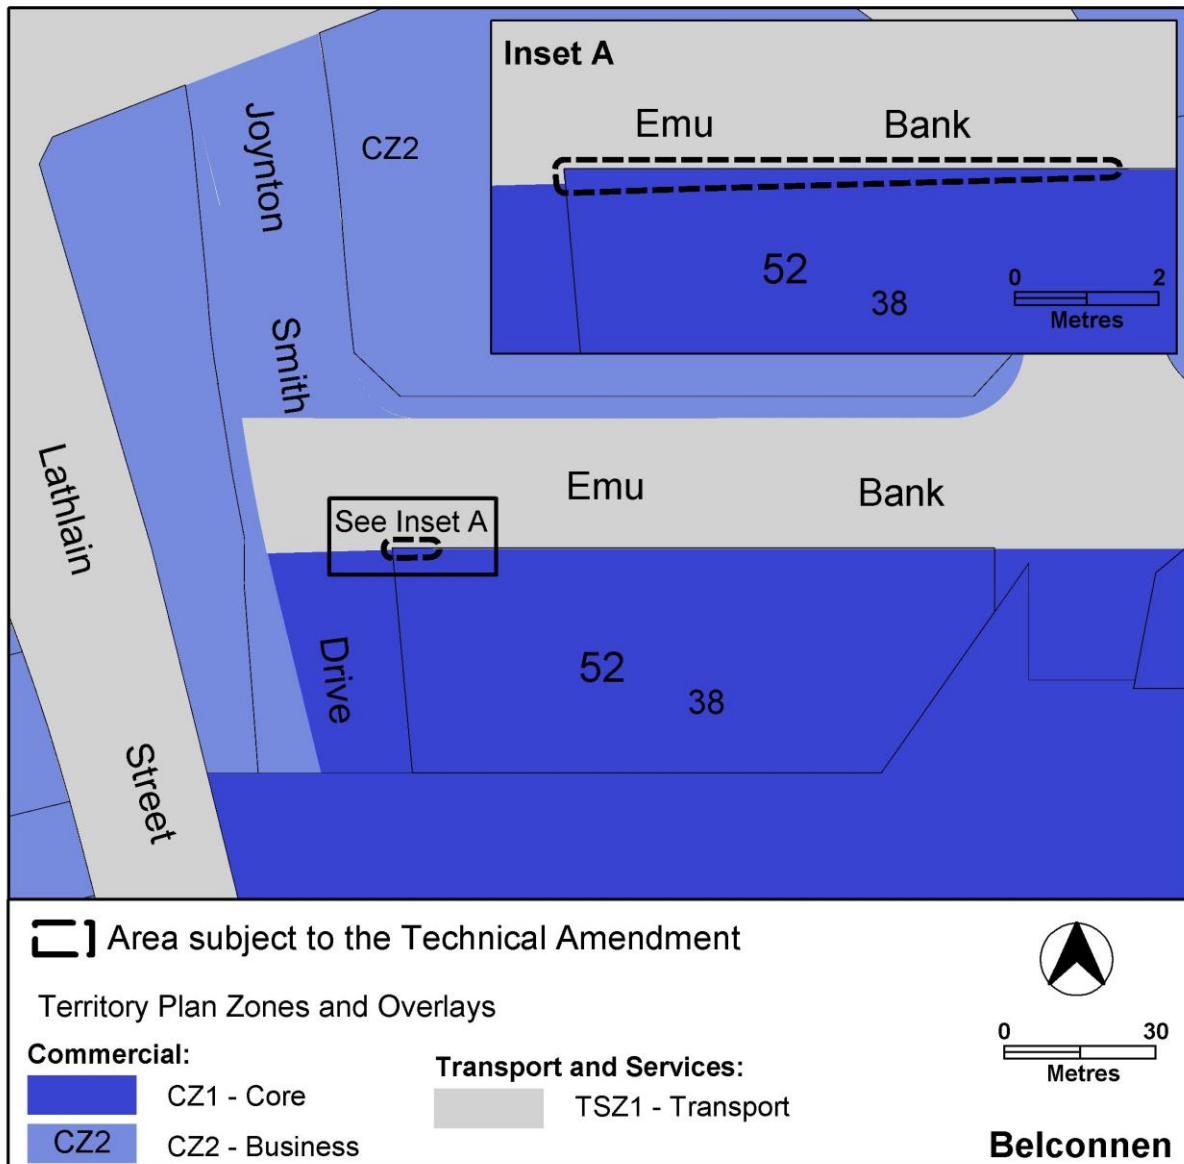 Inset A
Emu Bank
52
38
0 2
Metres
Joynton
CZ2
Smith
Lathlain
Emu Bank
See Inset A
Drive
52
38
Street
Area subject to the Technical Amendment
Territory Plan Zones and Overlays
Commercial:
CZ1 - Core
CZ2 CZ2 - Business
Transport and Services:
TSZ1 - Transport
0 30
Metres
Belconnen